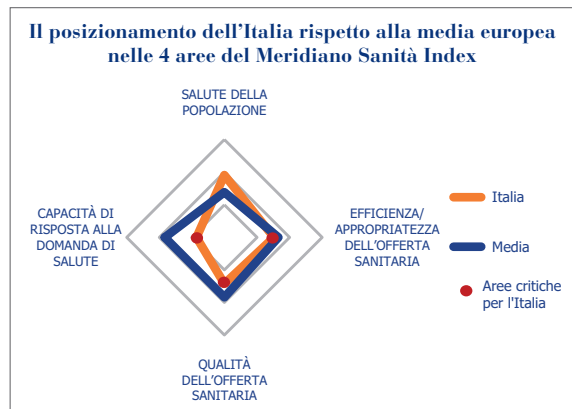 Il posizionamento dell'Italia rispetto alla media europea
nelle 4 aree del Meridiano Sanità Index
SALUTE DELLA
POPOLAZIONE
CAPACITÀ DI
RISPOSTA ALLA
DOMANDA DI
SALUTE
EFFICIENZA/
APPROPRIATEZZA
DELL'OFFERTA
SANITARIA
QUALITÀ
DELL'OFFERTA
SANITARIA
Italia
Media
Aree critiche
per l'Italia